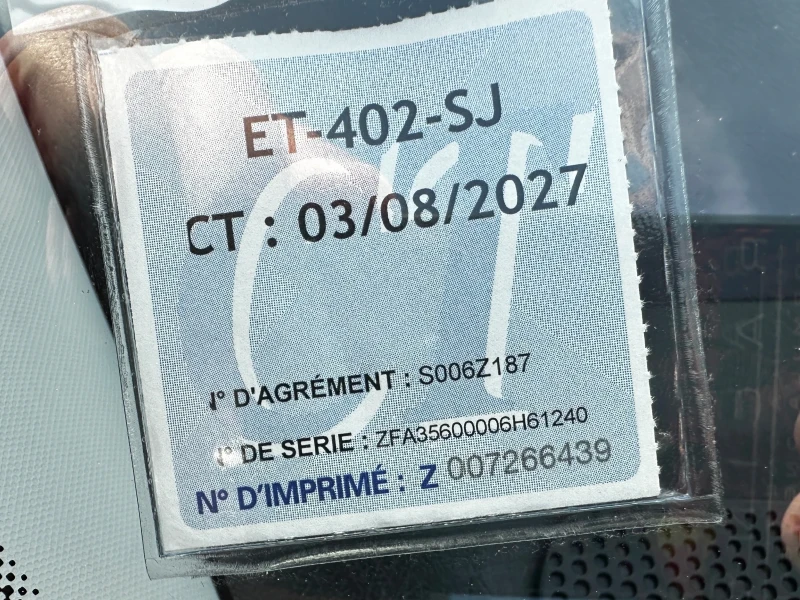 ET-402-SJ
CT : 03/08/2027
N° D'AGRÉMENT : S006Z187
N° DE SERIE : ZFA35600006H61240
N° D'IMPRIMÉ : Z 007266439